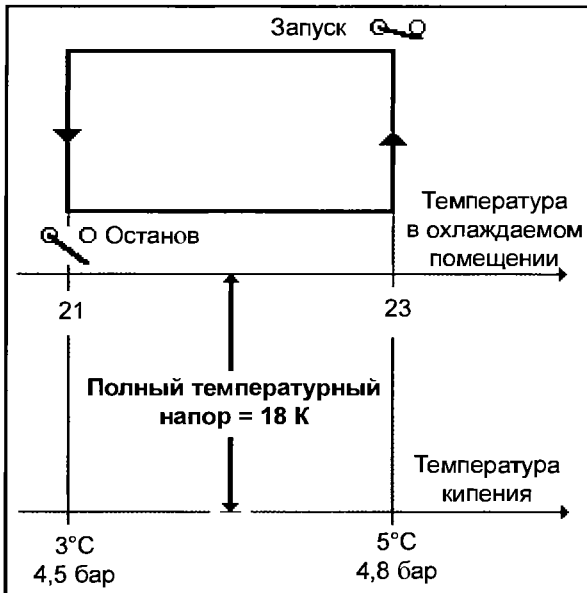 Запуск
Температура
в охлаждаемом
помещении
Останов
21
23
Полный температурный
напор = 18 К
Температура
кипения
3°C
4,5 бар
5°C
4,8 бар